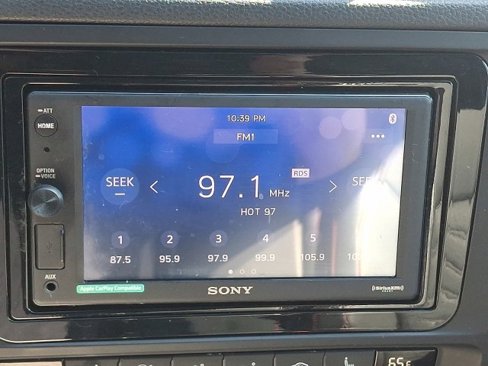 ATT
10:39 PM
HOME
FM1
OPTION
VOICE
SEEK 97.1 MHz RDS
HOT 97
1 2 3 4 5
87.5 95.9 97.9 99.9 105.9
AUX
Apple CarPlay Compatible
SONY
65